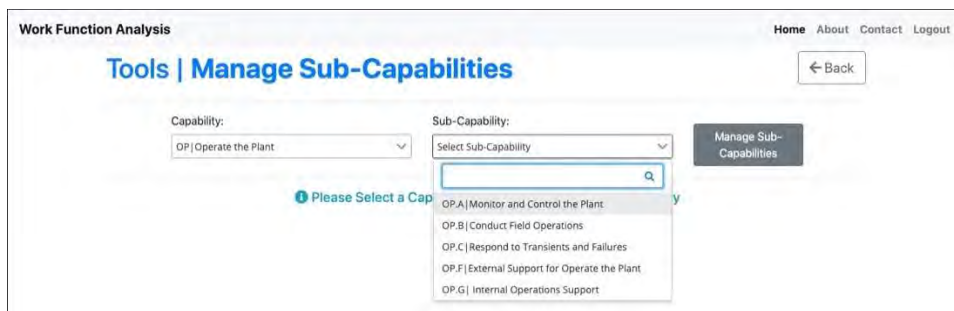 Work Function Analysis
Home About Contact Logout
Tools | Manage Sub-Capabilities
← Back
Capability:
Sub-Capability:
OP|Operate the Plant
Select Sub-Capability
Manage Sub-
Capabilities
Please Select a Cap
y
OP.A|Monitor and Control the Plant
OP.B|Conduct Field Operations
OP.C|Respond to Transients and Failures
OP.F|External Support for Operate the Plant
OP.G| Internal Operations Support